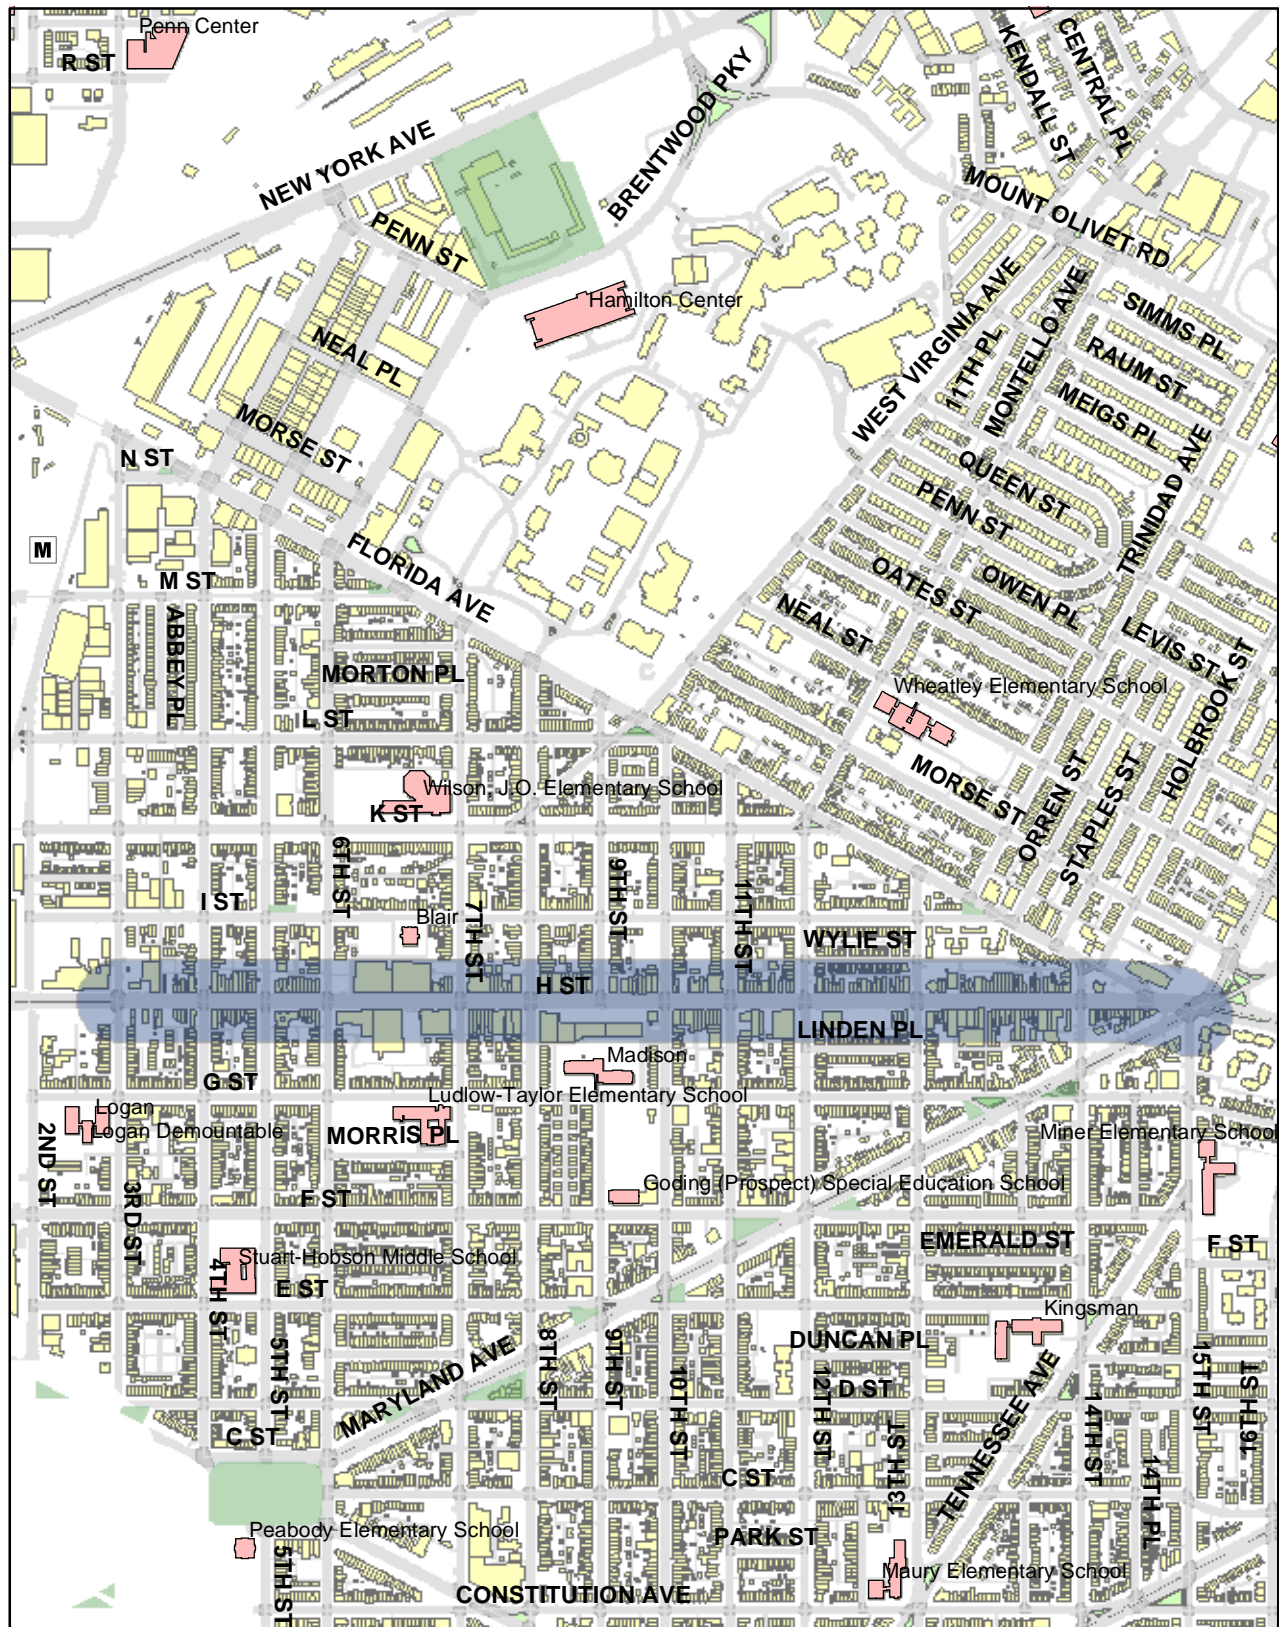 Penn Center
R ST
KENDALL ST
CENTRAL PL
BRENTWOOD PKY
NEW YORK AVE
MOUNT OLIVET RD
PENN ST
Hamilton Center
SIMMS PL
WEST VIRGINIA AVE
11TH PL
MONTELLO AVE
RAUM ST
NEAL PL
MEIGS PL
MORSE ST
N ST
QUEEN ST
PENN ST
TRINIDAD AVE
M
FLORIDA AVE
M ST
OATES ST
OWEN PL
NEAL ST
ABBEY PL
LEVIS ST
HOLBROOK ST
MORTON PL
Wheatley Elementary School
L ST
MORSE ST
Wilson, J.O. Elementary School
K ST
ORREN ST
STAPLES ST
6TH ST
9TH ST
11TH ST
I ST
Blair
7TH ST
WYLIE ST
H ST
LINDEN PL
Madison
G ST
Ludlow-Taylor Elementary School
Logan
Logan Demountable
MORRIS PL
Miner Elementary School
2ND ST
3RD ST
F ST
Goding (Prospect) Special Education School
EMERALD ST
F ST
Stuart-Hobson Middle School
4TH ST
E ST
Kingsman
DUNCAN PL
5TH ST
MARYLAND AVE
8TH ST
9TH ST
10TH ST
12TH ST
D ST
TENNESSEE AVE
14TH ST
15TH ST
16TH ST
C ST
13TH ST
C ST
14TH PL
Peabody Elementary School
PARK ST
5TH ST
Maury Elementary School
CONSTITUTION AVE